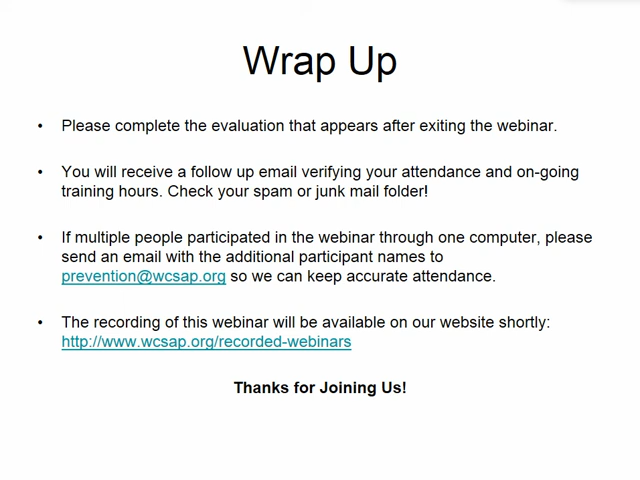 Wrap Up
• Please complete the evaluation that appears after exiting the webinar.
• You will receive a follow up email verifying your attendance and on-going
training hours. Check your spam or junk mail folder!
• If multiple people participated in the webinar through one computer, please
send an email with the additional participant names to
prevention@wcsap.org so we can keep accurate attendance.
• The recording of this webinar will be available on our website shortly:
http://www.wcsap.org/recorded-webinars
Thanks for Joining Us!